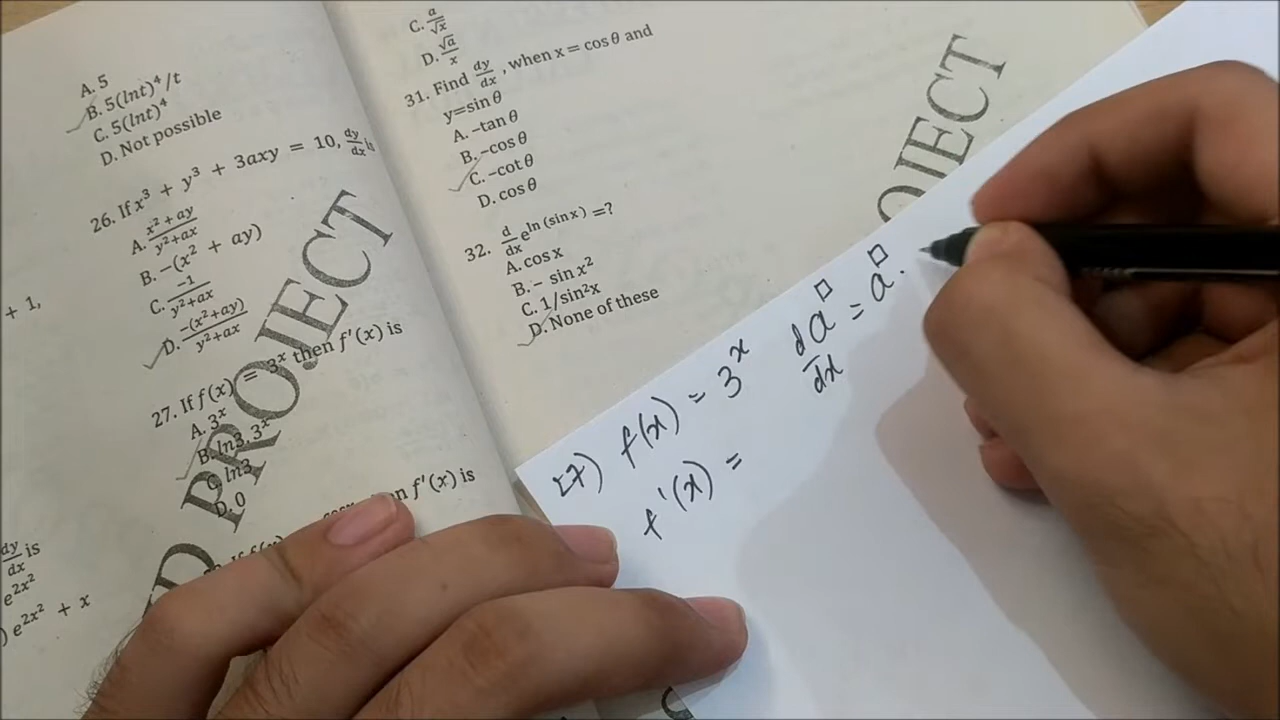 A. 5
B. 5(lnt)⁴/t
C. 5(lnt)⁴
D. Not possible
26. If x³ + y³ + 3axy = 10, dy/dx is
A. x²+ay / y²+ax
B. −(x² + ay)
C. −1 / y²+ax
D. −(x²+ay) / y²+ax
27. If f(x) = 3ˣ then f′(x) is
A. 3ˣ
B. ln3.3ˣ
C. ln3
D. 0
f′(x) is
+ 1,
dy/dx is
e^2x²
) e^2x² + x
C. a/√x
D. √a/x
31. Find dy/dx, when x = cos θ and
y=sin θ
A. −tan θ
B. −cos θ
C. −cot θ
D. cos θ
32. d/dx e^ln(sin x) =?
A. cos x
B. − sin x²
C. 1/sin²x
D. None of these
D PROJECT
OJECT
27) f(x) = 3ˣ
f'(x) =
d/dx a^□ = a^□ .